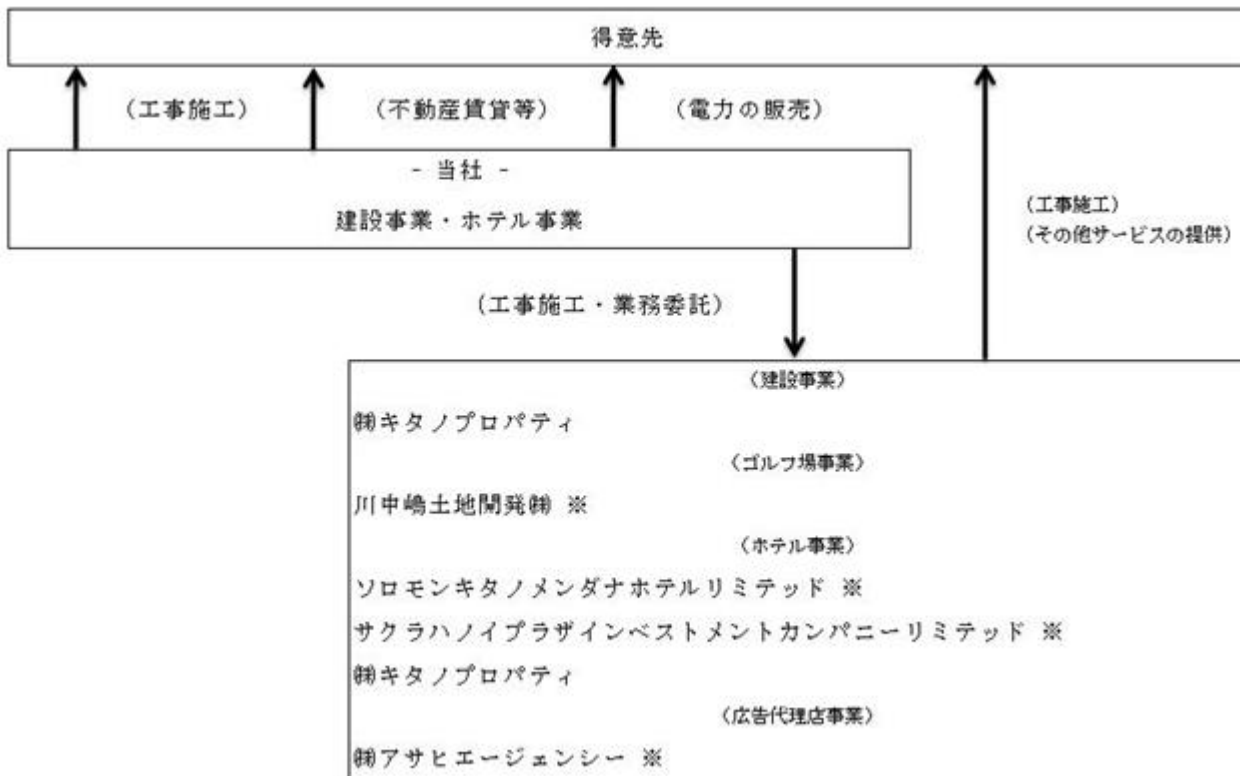 得意先
(工事施工) (不動産賃貸等) (電力の販売)
- 当社 -
建設事業・ホテル事業
(工事施工)
(その他サービスの提供)
(工事施工・業務委託)
(建設事業)
㈱キタノプロパティ
(ゴルフ場事業)
川中嶋土地開発㈱ ※
(ホテル事業)
ソロモンキタノメンダナホテルリミテッド ※
サクラハノイプラザインベストメントカンパニーリミテッド ※
㈱キタノプロパティ
(広告代理店事業)
㈱アサヒエージェンシー ※